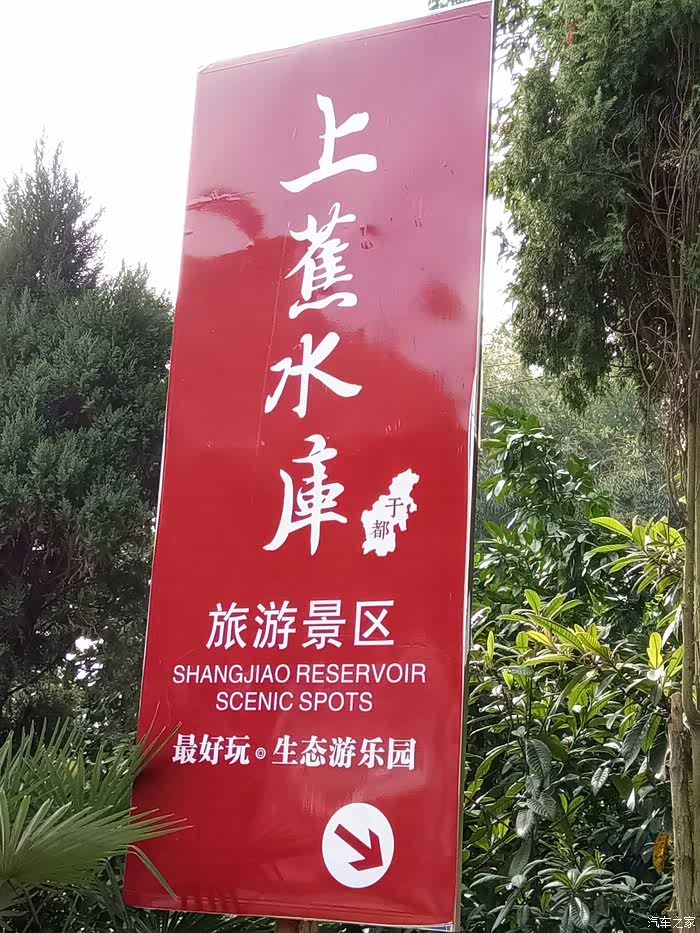 上蕉水庫
于都
旅游景区
SHANGJIAO RESERVOIR
SCENIC SPOTS
最好玩◎生态游乐园
汽车之家